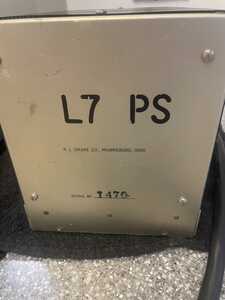 L7 PS
R. L. DRAKE CO., MIAMISBURG, OHIO
SERIAL NO. 1470